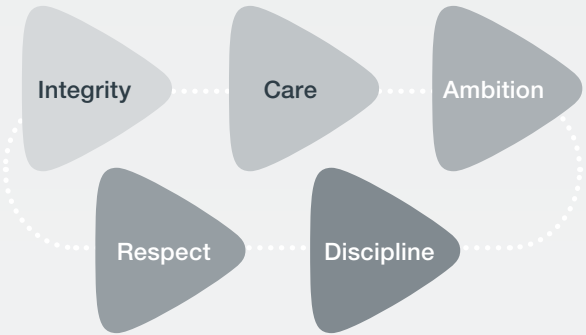 Integrity
Care
Ambition
Respect
Discipline